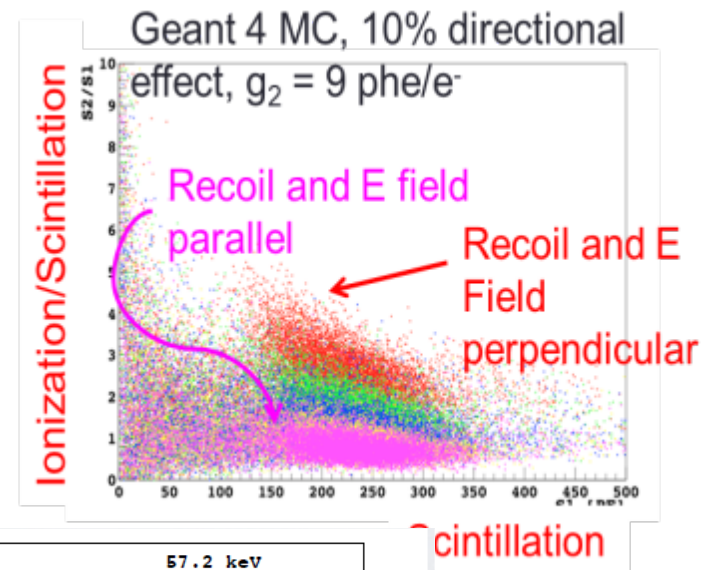 Geant 4 MC, 10% directional
effect, g₂ = 9 phe/e⁻
Ionization/Scintillation
S2/S1
10
9
8
7
6
5
4
3
2
1
0
Recoil and E field
parallel
Recoil and E
Field
perpendicular
0 50 100 150 200 250 300 350 400 450 500
Scintillation
57.2 keV